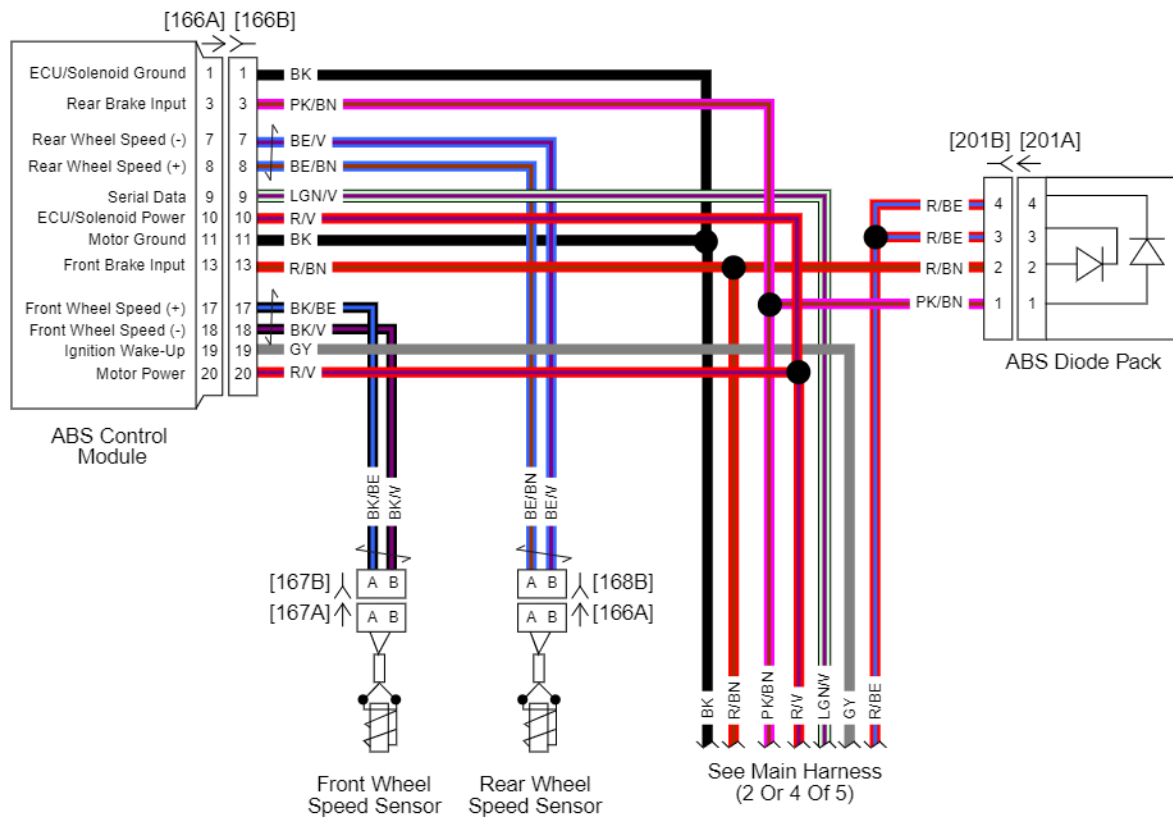 [166A] [166B]
ECU/Solenoid Ground 1 1 BK
Rear Brake Input 3 3 PK/BN
Rear Wheel Speed (-) 7 7 BE/V
Rear Wheel Speed (+) 8 8 BE/BN
Serial Data 9 9 LGN/V
ECU/Solenoid Power 10 10 R/V
Motor Ground 11 11 BK
Front Brake Input 13 13 R/BN
Front Wheel Speed (+) 17 17 BK/BE
Front Wheel Speed (-) 18 18 BK/V
Ignition Wake-Up 19 19 GY
Motor Power 20 20 R/V
ABS Control
Module
[201B] [201A]
R/BE 4 4
R/BE 3 3
R/BN 2 2
PK/BN 1 1
ABS Diode Pack
BK/BE BK/V
BE/BN BE/V
[167B] A B
[167A] A B
A B [168B]
A B [166A]
Front Wheel
Speed Sensor
Rear Wheel
Speed Sensor
BK R/BN PK/BN R/V LGN/V GY R/BE
See Main Harness
(2 Or 4 Of 5)